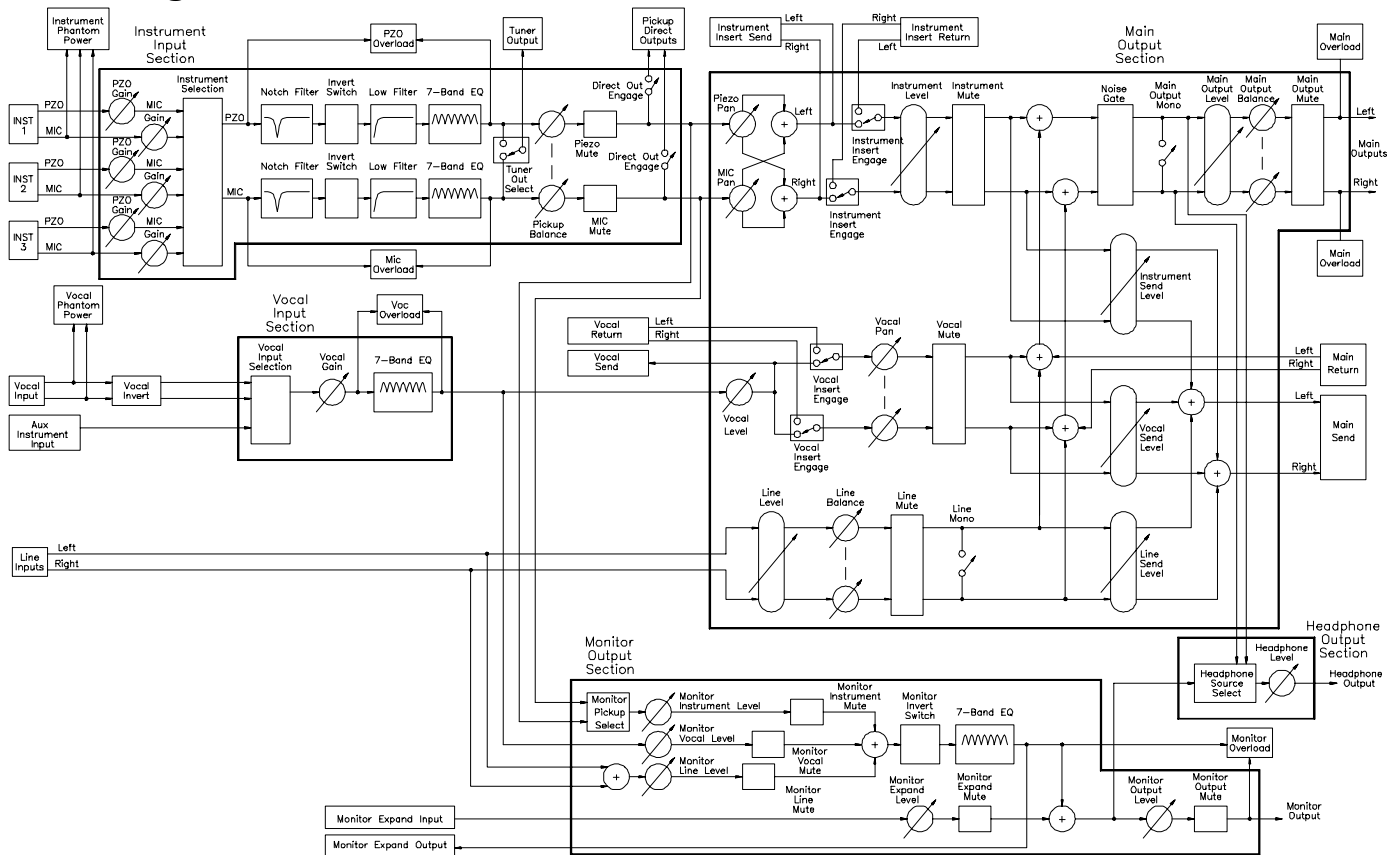 Instrument
Phantom
Power
Instrument
Input
Section
PZO
Overload
Tuner
Output
Pickup
Direct
Outputs
Instrument
Insert Send
Left
Right
Right
Left
Instrument
Insert Return
Main
Output
Section
Main
Overload
INST
1
PZO
MIC
INST
2
PZO
MIC
INST
3
PZO
MIC
PZO
Gain
MIC
Gain
PZO
Gain
MIC
MIC
Gain
PZO
Gain
MIC
Gain
Instrument
Selection
PZO
MIC
Notch Filter
Invert
Switch
Low Filter
7-Band EQ
Notch Filter
Invert
Switch
Low Filter
7-Band EQ
Tuner
Out
Select
Pickup
Balance
Piezo
Mute
MIC
Mute
Direct Out
Engage
Direct Out
Engage
Mic
Overload
Piezo
Pan
MIC
Pan
+
Left
+
Right
Instrument
Insert
Engage
Instrument
Insert
Engage
Instrument
Level
Instrument
Mute
+
+
Noise
Gate
Main
Output
Mono
Main
Output
Level
Main
Output
Balance
Main
Output
Mute
Left
Main
Outputs
Right
Main
Overload
Instrument
Send
Level
Vocal
Phantom
Power
Vocal
Input
Section
Voc
Overload
Vocal
Input
Vocal
Invert
Aux
Instrument
Input
Vocal
Input
Selection
Vocal
Gain
7-Band EQ
Vocal
Return
Left
Right
Vocal
Send
Vocal
Level
Vocal
Insert
Engage
Vocal
Insert
Engage
Vocal
Pan
Vocal
Mute
+
+
Vocal
Send
Level
+
+
Left
Right
Main
Return
Left
Right
Main
Send
Line
Inputs
Left
Right
Line
Level
Line
Balance
Line
Mute
Line
Mono
Line
Send
Level
Headphone
Output
Section
Headphone
Source
Select
Headphone
Level
Headphone
Output
Monitor
Output
Section
Monitor
Pickup
Select
Monitor
Instrument Level
Monitor
Instrument
Mute
Monitor
Vocal Level
Monitor
Vocal
Mute
+
Monitor
Line Level
Monitor
Line
Mute
+
Monitor
Invert
Switch
7-Band EQ
Monitor
Overload
Monitor Expand Input
Monitor Expand Output
Monitor
Expand
Level
Monitor
Expand
Mute
+
Monitor
Output
Level
Monitor
Output
Mute
Monitor
Output